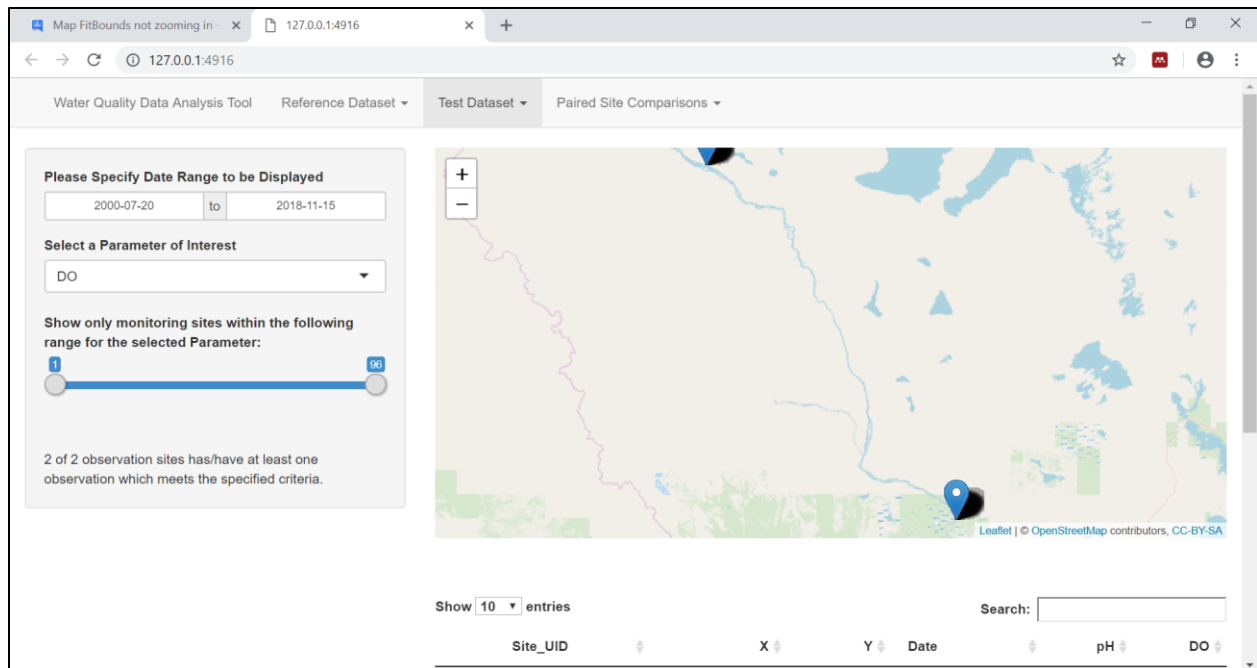 Map FitBounds not zooming in -
127.0.0.1:4916
127.0.0.1:4916
Water Quality Data Analysis Tool Reference Dataset Test Dataset Paired Site Comparisons
Please Specify Date Range to be Displayed
2000-07-20 to 2018-11-15
Select a Parameter of Interest
DO
Show only monitoring sites within the following
range for the selected Parameter:
1 96
2 of 2 observation sites has/have at least one
observation which meets the specified criteria.
+
−
Leaflet | © OpenStreetMap contributors, CC-BY-SA
Show 10 entries Search:
Site_UID X Y Date pH DO